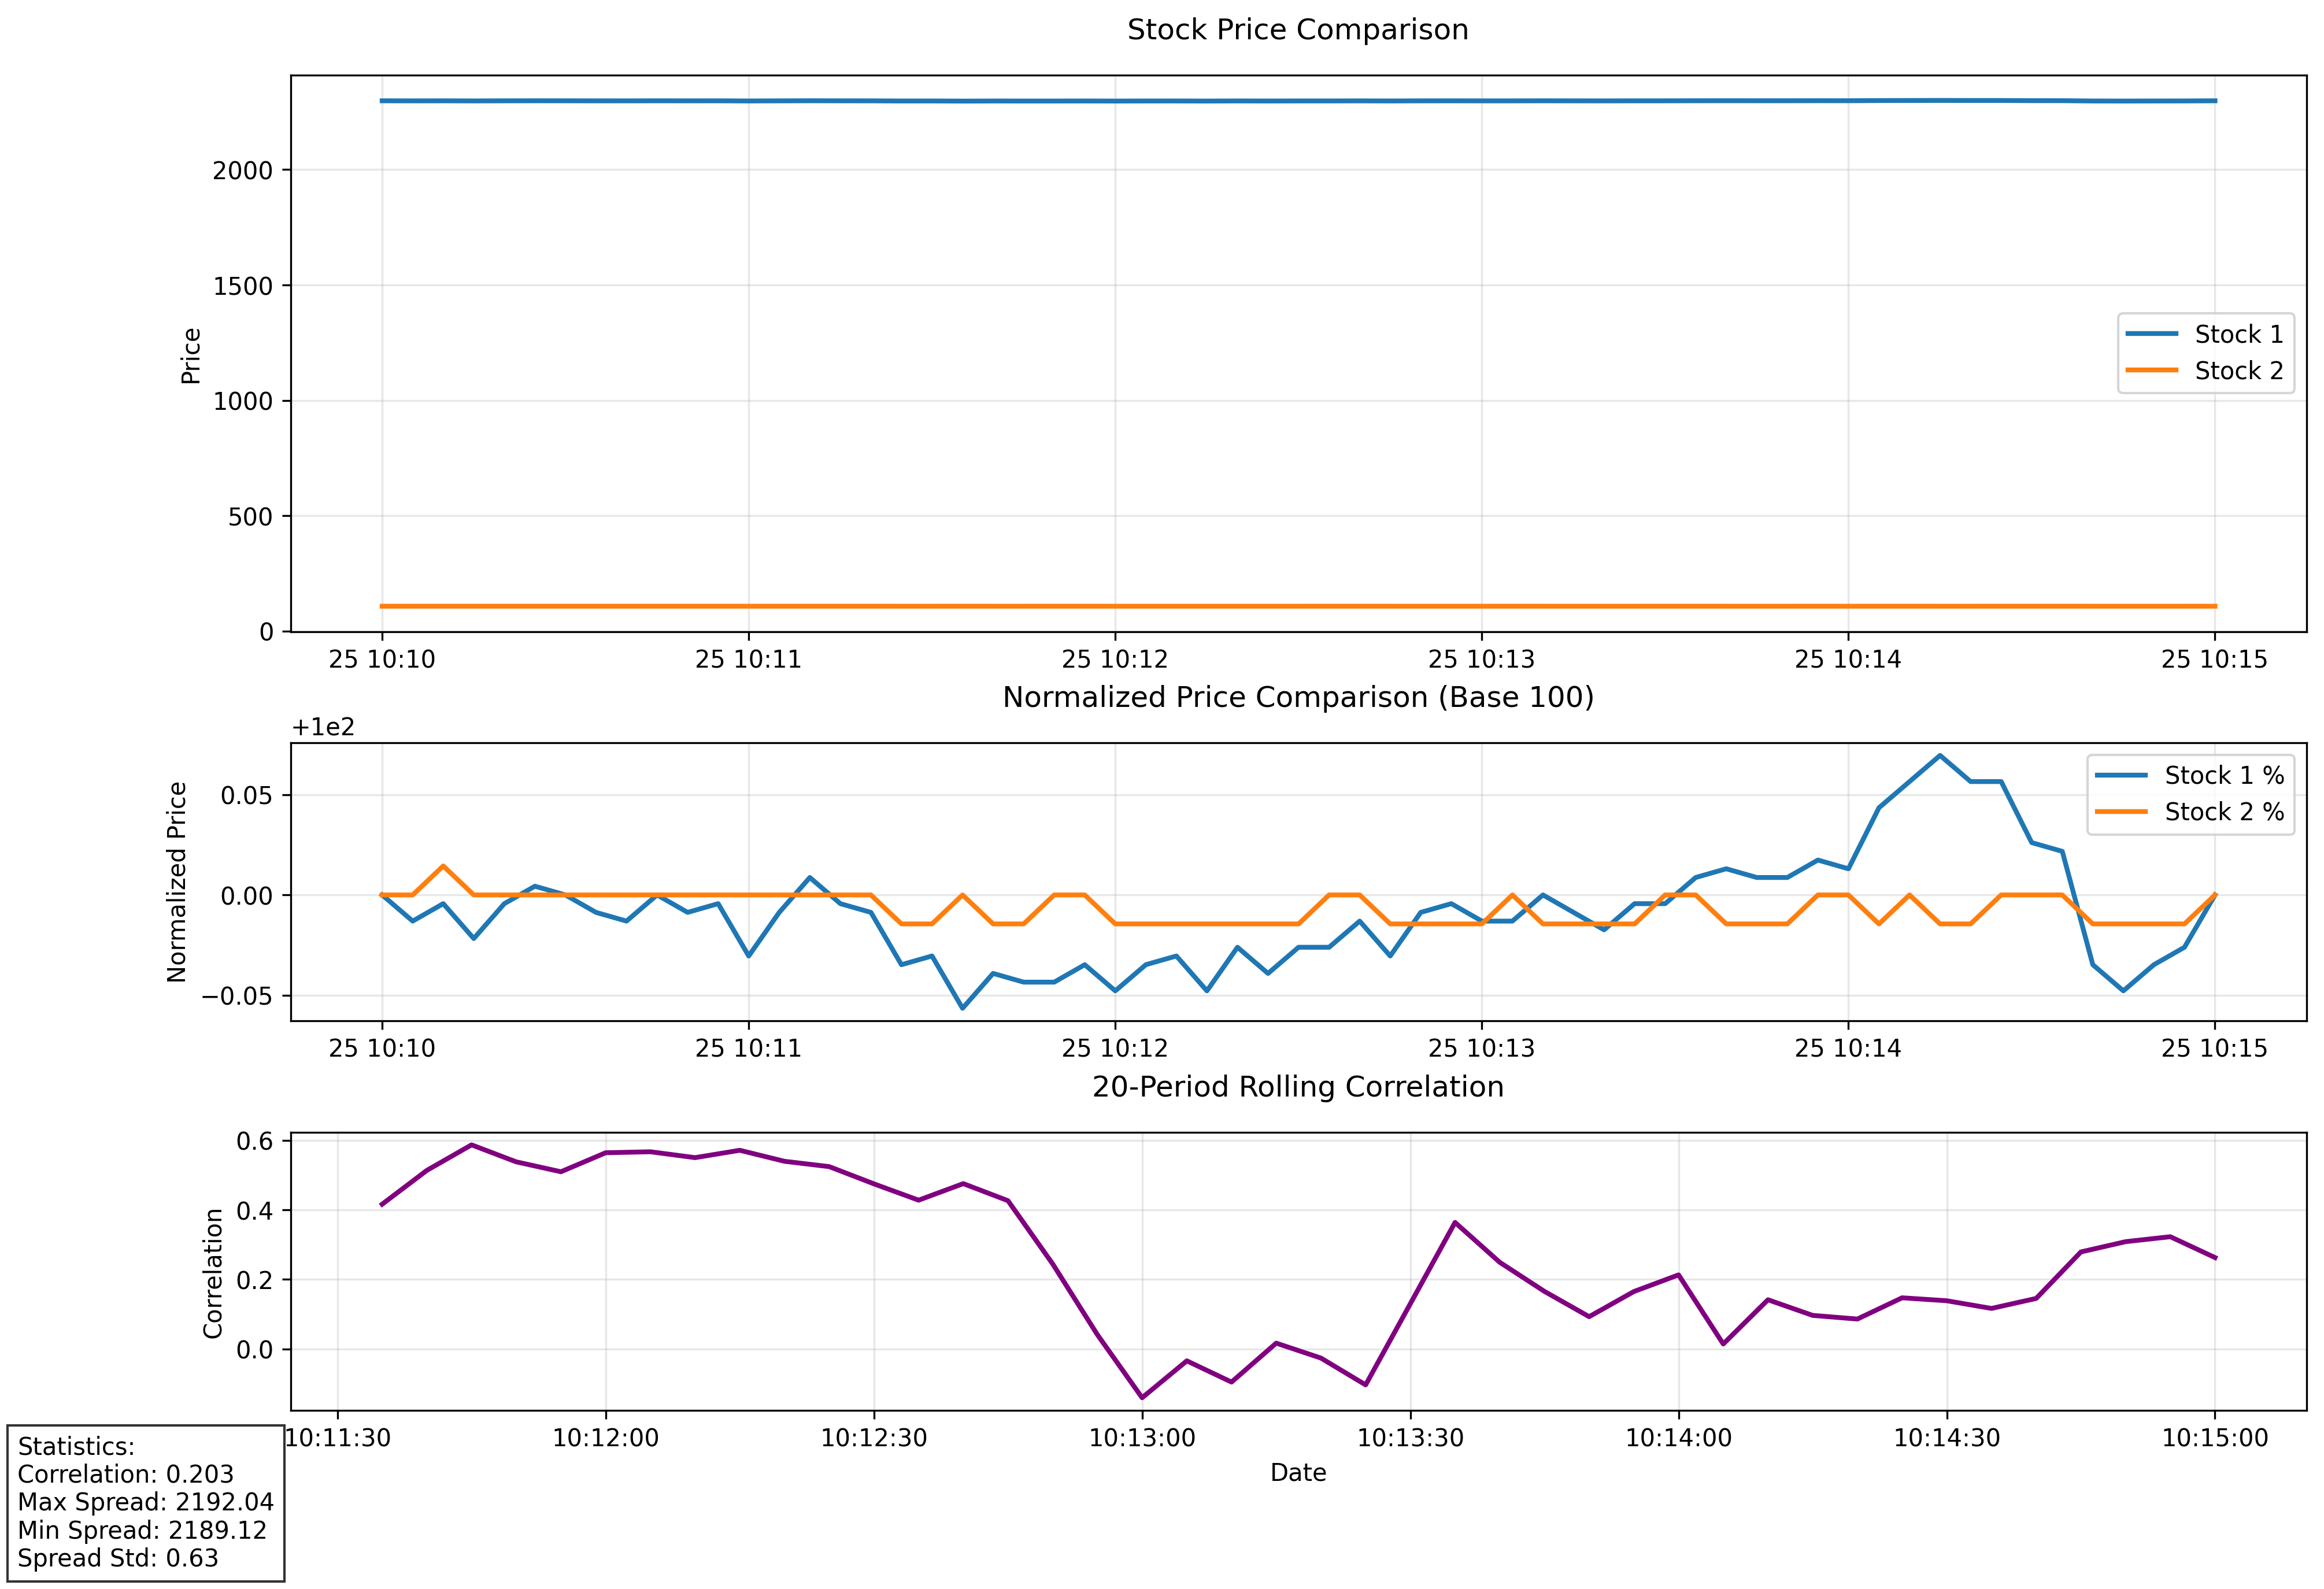 Stock Price Comparison
Price
2000
1500
1000
500
0
Stock 1
Stock 2
25 10:10 25 10:11 25 10:12 25 10:13 25 10:14 25 10:15
Normalized Price Comparison (Base 100)
+1e2
Normalized Price
0.05
0.00
−0.05
Stock 1 %
Stock 2 %
25 10:10 25 10:11 25 10:12 25 10:13 25 10:14 25 10:15
20-Period Rolling Correlation
Correlation
0.6
0.4
0.2
0.0
10:11:30 10:12:00 10:12:30 10:13:00 10:13:30 10:14:00 10:14:30 10:15:00
Date
Statistics:
Correlation: 0.203
Max Spread: 2192.04
Min Spread: 2189.12
Spread Std: 0.63